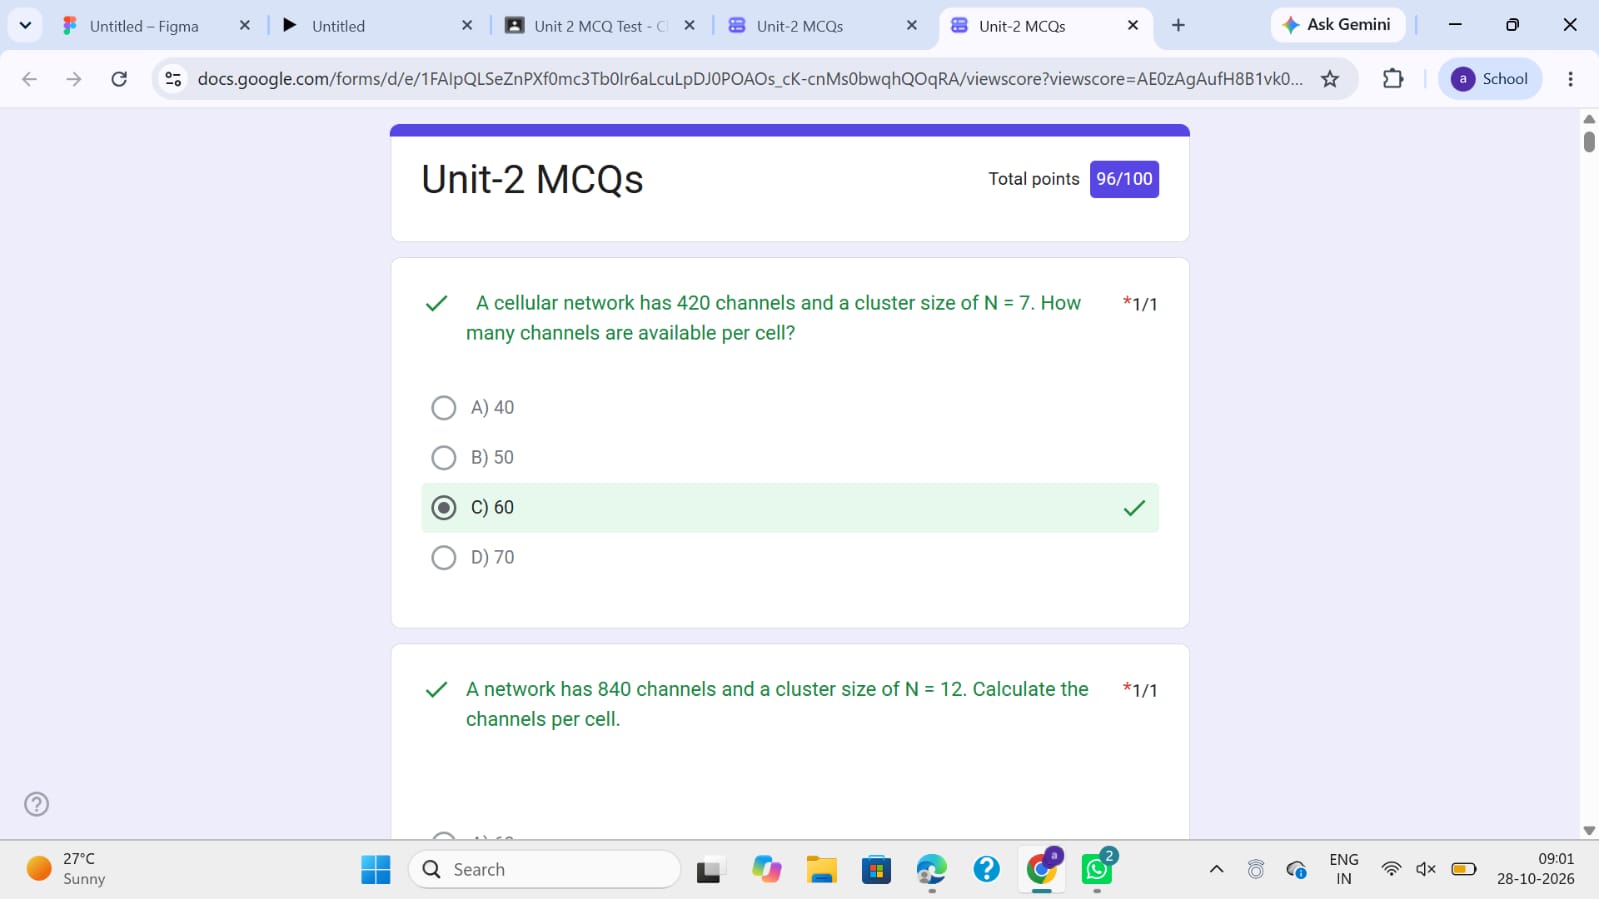 Untitled – Figma
Untitled
Unit 2 MCQ Test - Cl
Unit-2 MCQs
Unit-2 MCQs
Ask Gemini
docs.google.com/forms/d/e/1FAIpQLSeZnPXf0mc3Tb0Ir6aLcuLpDJ0POAOs_cK-cnMs0bwqhQOqRA/viewscore?viewscore=AE0zAgAufH8B1vk0...
a School
Unit-2 MCQs
Total points 96/100
A cellular network has 420 channels and a cluster size of N = 7. How
*1/1
many channels are available per cell?
A) 40
B) 50
C) 60
D) 70
A network has 840 channels and a cluster size of N = 12. Calculate the
*1/1
channels per cell.
27°C
Sunny
Search
a
2
ENG
IN
09:01
28-10-2026